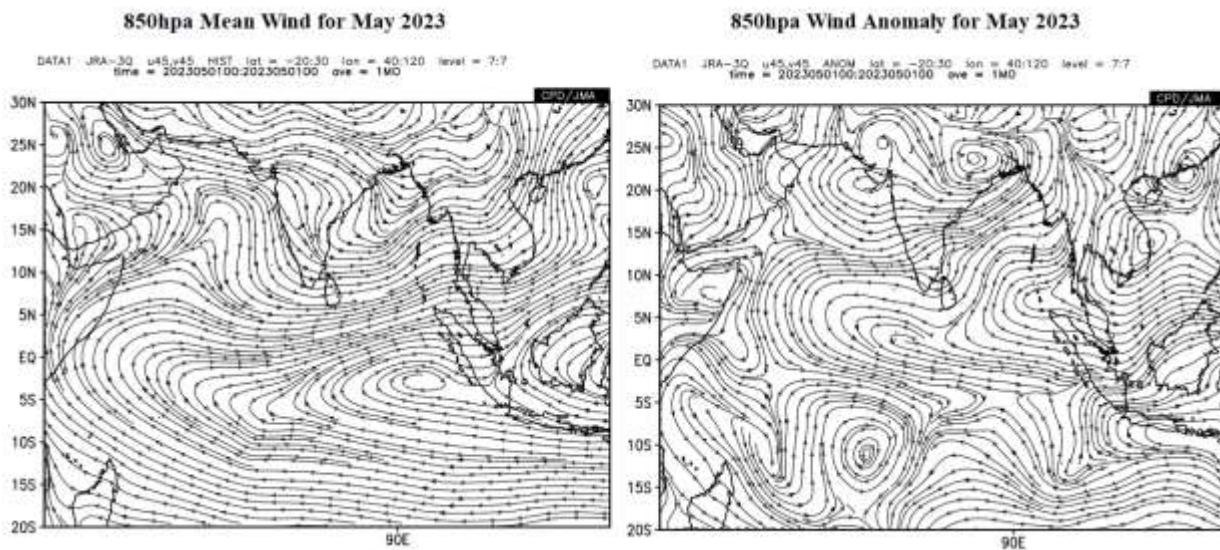 850hpa Mean Wind for May 2023
DATA1 JRA-3Q u45,v45 HIST lat = -20:30 lon = 40:120 level = 7:7
time = 2023050100:2023050100 ave = 1MO
CPD/JMA
30N
25N
20N
15N
10N
5N
EQ
5S
10S
15S
20S
90E
850hpa Wind Anomaly for May 2023
DATA1 JRA-3Q u45,v45 ANOM lat = -20:30 lon = 40:120 level = 7:7
time = 2023050100:2023050100 ave = 1MO
CPD/JMA
30N
25N
20N
15N
10N
5N
EQ
5S
10S
15S
20S
90E